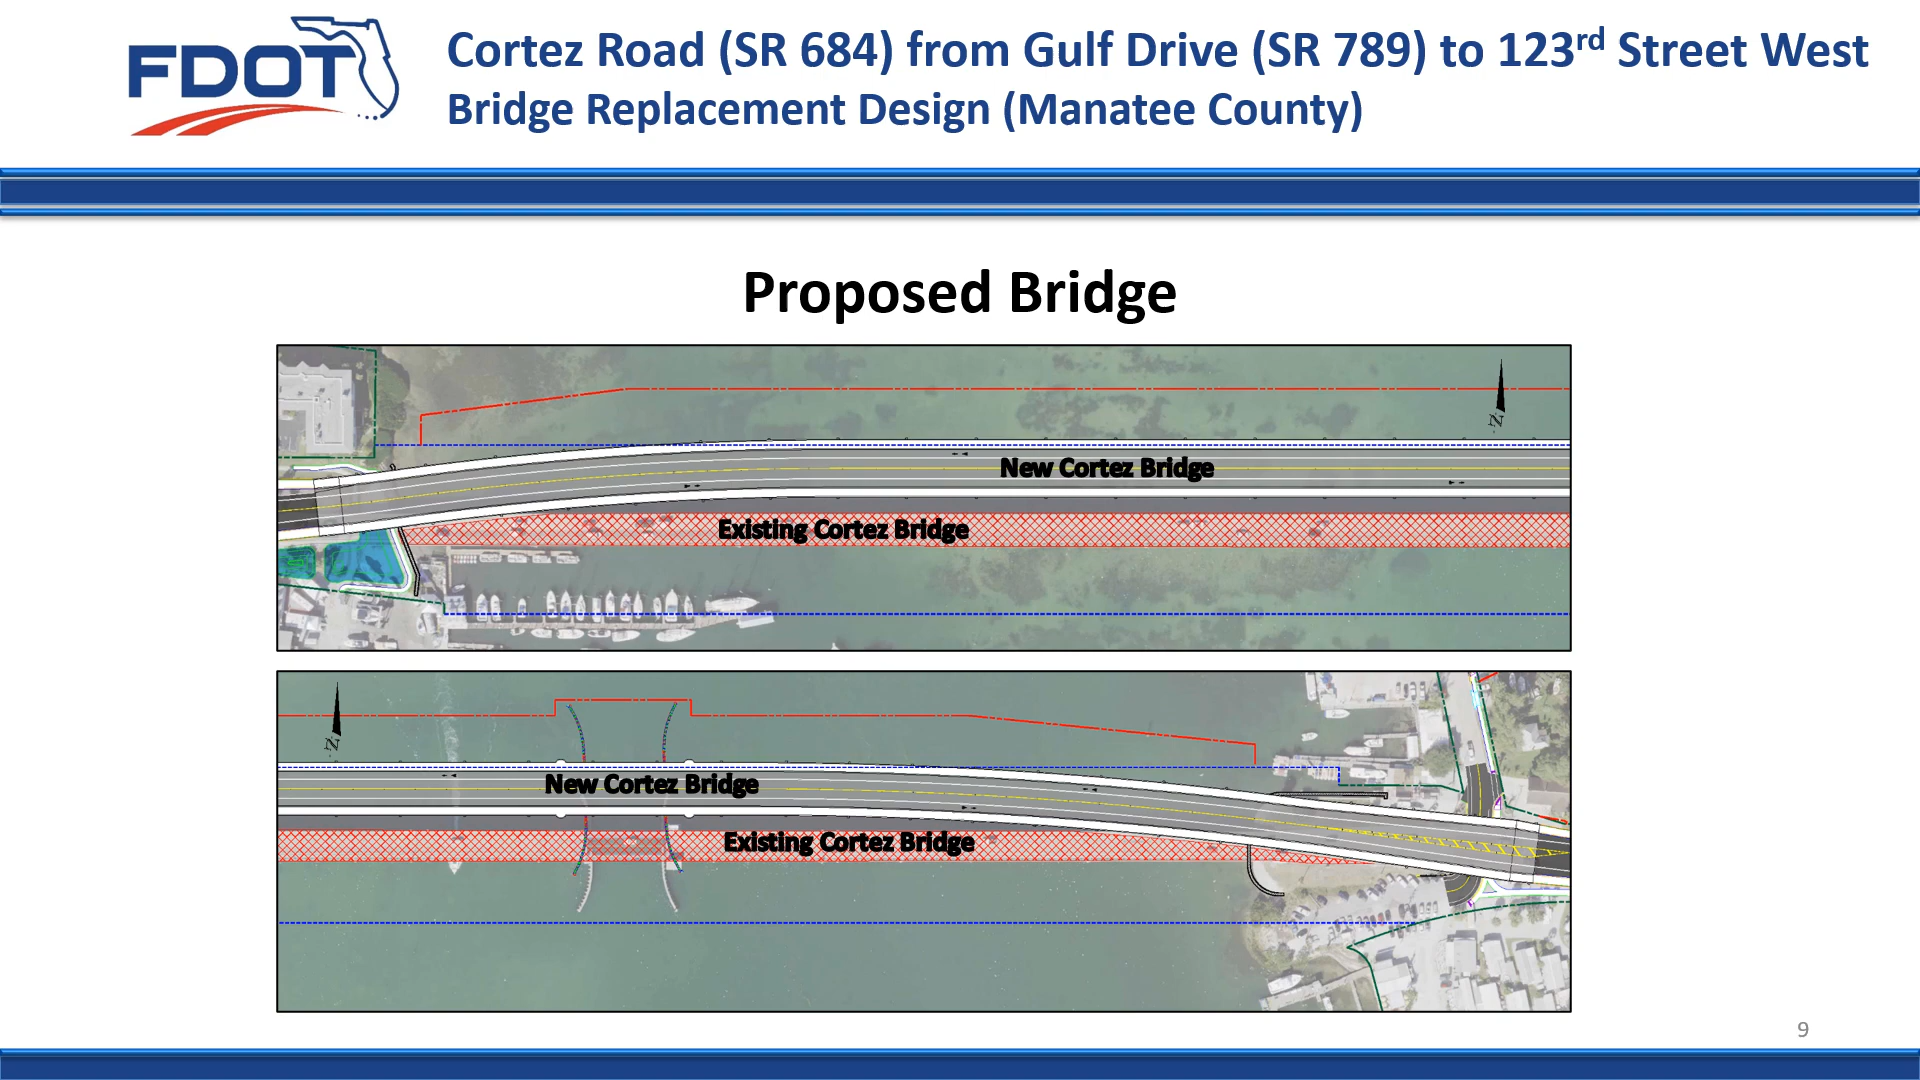 FDOT
Cortez Road (SR 684) from Gulf Drive (SR 789) to 123rd Street West
Bridge Replacement Design (Manatee County)
Proposed Bridge
N
New Cortez Bridge
Existing Cortez Bridge
N
New Cortez Bridge
Existing Cortez Bridge
9